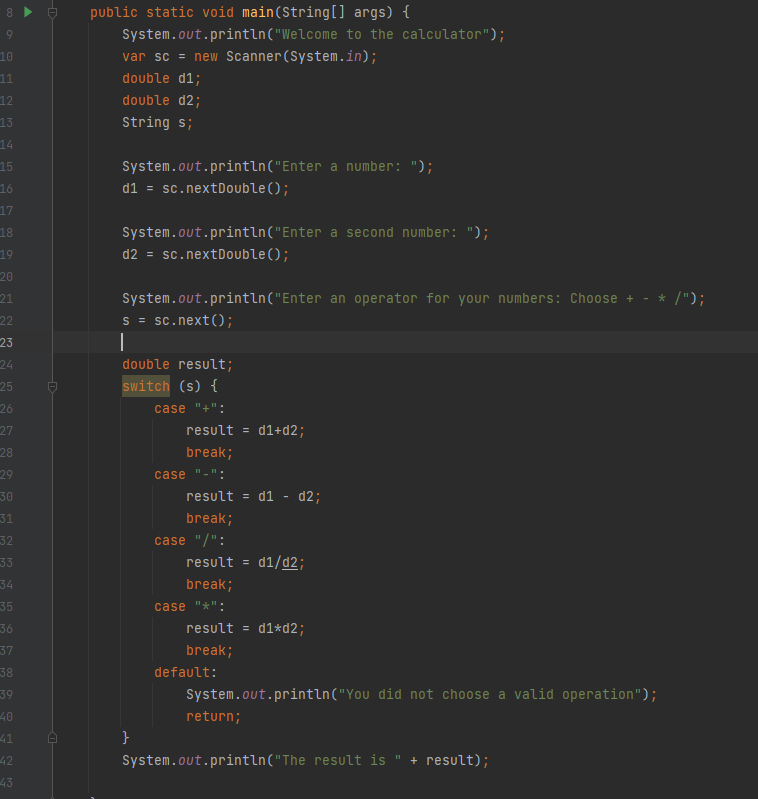 8 public static void main(String[] args) {
9 System.out.println("Welcome to the calculator");
10 var sc = new Scanner(System.in);
11 double d1;
12 double d2;
13 String s;
14
15 System.out.println("Enter a number: ");
16 d1 = sc.nextDouble();
17
18 System.out.println("Enter a second number: ");
19 d2 = sc.nextDouble();
20
21 System.out.println("Enter an operator for your numbers: Choose + - * /");
22 s = sc.next();
23
24 double result;
25 switch (s) {
26 case "+":
27 result = d1+d2;
28 break;
29 case "-":
30 result = d1 - d2;
31 break;
32 case "/":
33 result = d1/d2;
34 break;
35 case "*":
36 result = d1*d2;
37 break;
38 default:
39 System.out.println("You did not choose a valid operation");
40 return;
41 }
42 System.out.println("The result is " + result);
43